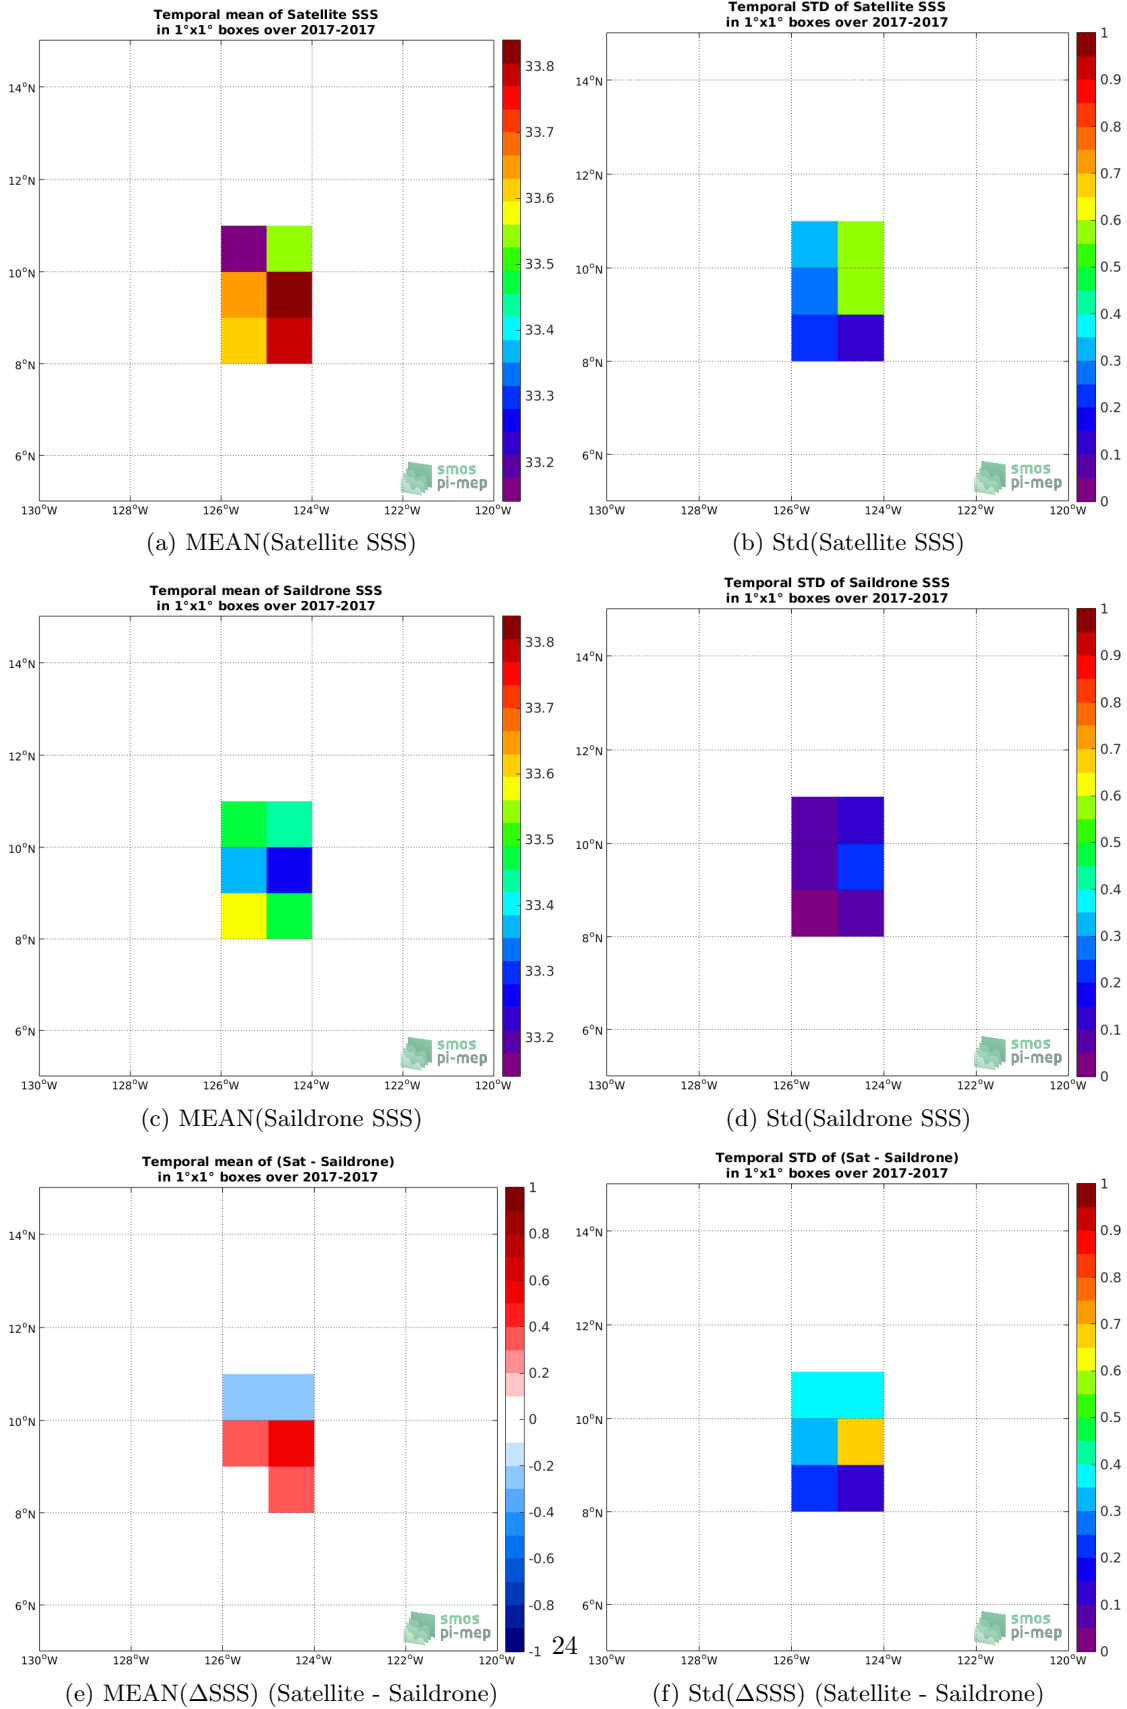 Temporal mean of Satellite SSS
in 1°x1° boxes over 2017-2017
14°N
12°N
10°N
8°N
6°N
130°W
128°W
126°W
124°W
122°W
120°W
33.8
33.7
33.6
33.5
33.4
33.3
33.2
smos
pi-mep
(a) MEAN(Satellite SSS)
Temporal STD of Satellite SSS
in 1°x1° boxes over 2017-2017
14°N
12°N
10°N
8°N
6°N
130°W
128°W
126°W
124°W
122°W
120°W
1
0.9
0.8
0.7
0.6
0.5
0.4
0.3
0.2
0.1
0
smos
pi-mep
(b) Std(Satellite SSS)
Temporal mean of Saildrone SSS
in 1°x1° boxes over 2017-2017
14°N
12°N
10°N
8°N
6°N
130°W
128°W
126°W
124°W
122°W
120°W
33.8
33.7
33.6
33.5
33.4
33.3
33.2
smos
pi-mep
(c) MEAN(Saildrone SSS)
Temporal STD of Saildrone SSS
in 1°x1° boxes over 2017-2017
14°N
12°N
10°N
8°N
6°N
130°W
128°W
126°W
124°W
122°W
120°W
1
0.9
0.8
0.7
0.6
0.5
0.4
0.3
0.2
0.1
0
smos
pi-mep
(d) Std(Saildrone SSS)
Temporal mean of (Sat - Saildrone)
in 1°x1° boxes over 2017-2017
14°N
12°N
10°N
8°N
6°N
130°W
128°W
126°W
124°W
122°W
120°W
1
0.8
0.6
0.4
0.2
0
-0.2
-0.4
-0.6
-0.8
-1
smos
pi-mep
(e) MEAN(ΔSSS) (Satellite - Saildrone)
Temporal STD of (Sat - Saildrone)
in 1°x1° boxes over 2017-2017
14°N
12°N
10°N
8°N
6°N
130°W
128°W
126°W
124°W
122°W
120°W
1
0.9
0.8
0.7
0.6
0.5
0.4
0.3
0.2
0.1
0
smos
pi-mep
(f) Std(ΔSSS) (Satellite - Saildrone)
24